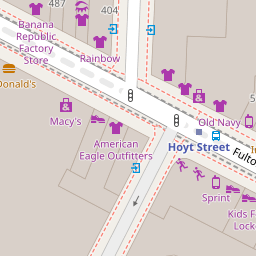 487
404
Banana
Republic
Factory
Store
Rainbow
Donald's
Macy's
Old Navy
American
Eagle Outfitters
Hoyt Street
Fulto
Sprint
Kids F
Lock